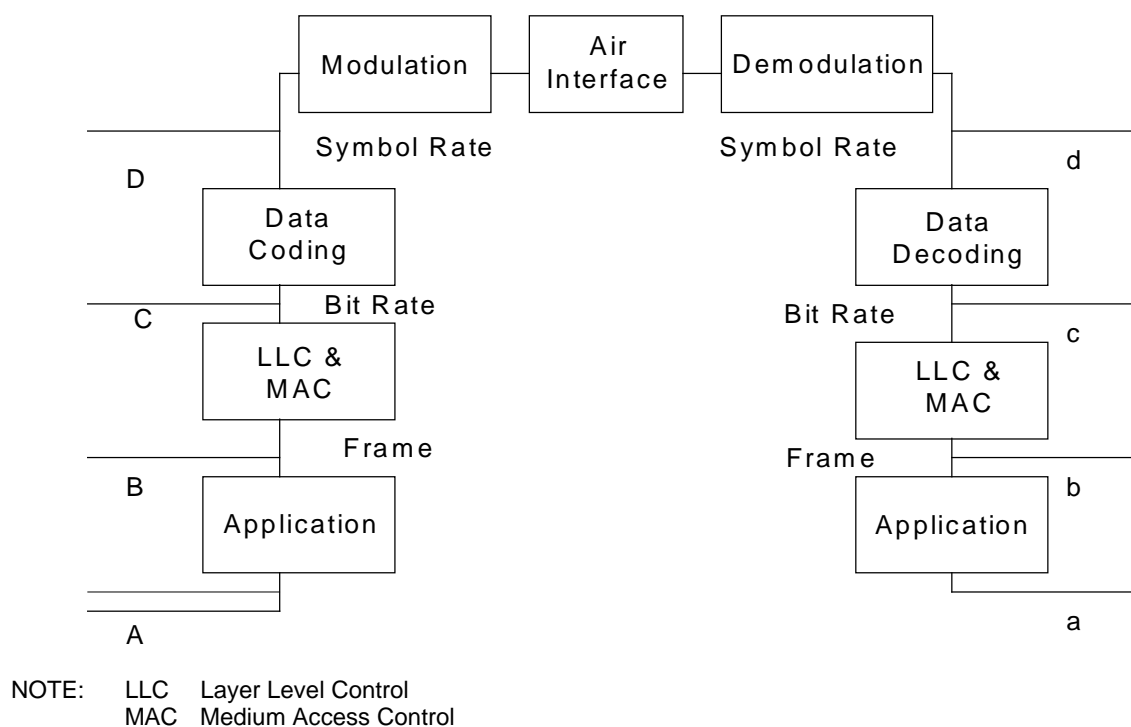 Modulation
Air
Interface
Demodulation
Symbol Rate
Symbol Rate
D
d
Data
Coding
Data
Decoding
Bit Rate
Bit Rate
C
c
LLC &
MAC
LLC &
MAC
Frame
Frame
B
b
Application
Application
A
a
NOTE: LLC Layer Level Control
MAC Medium Access Control